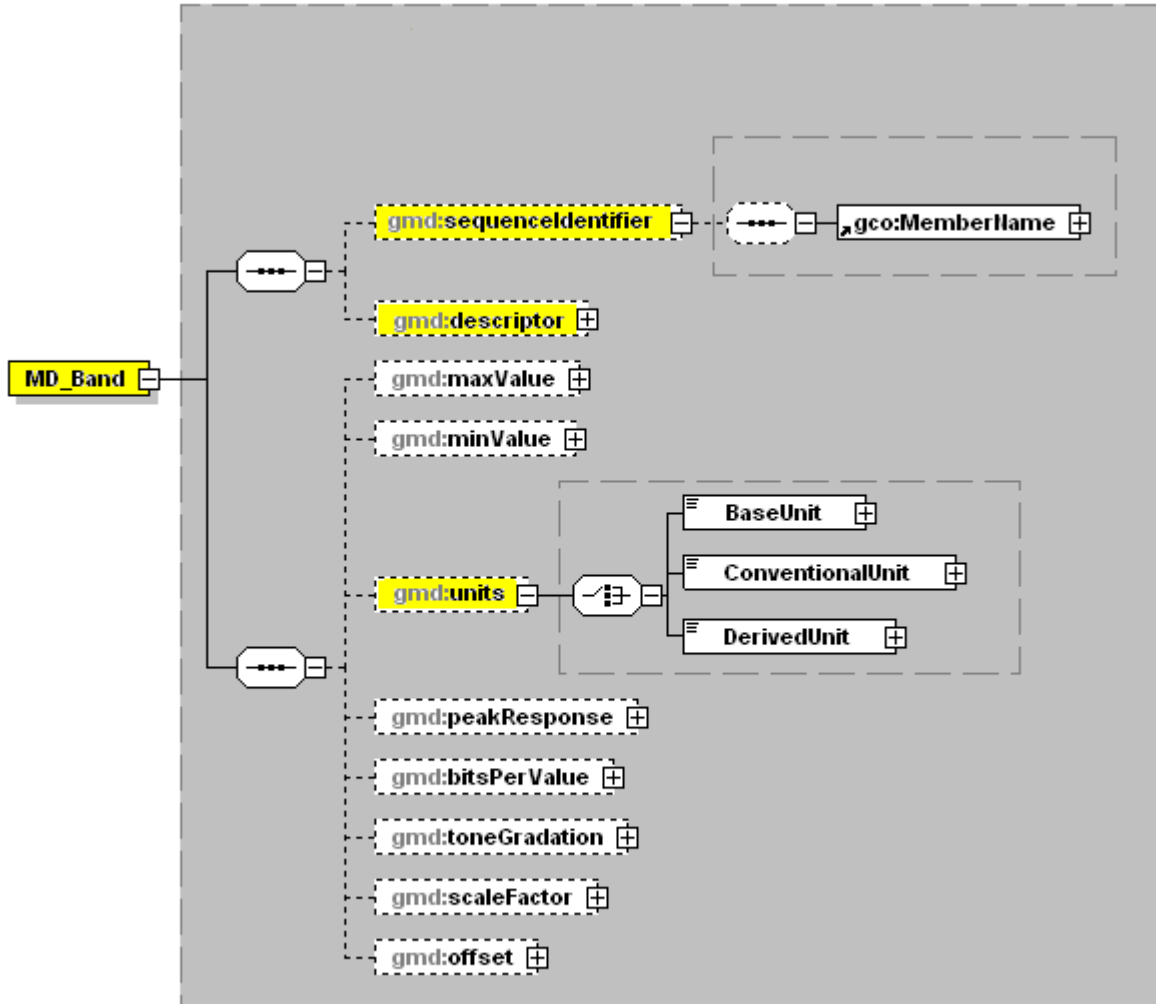 gmd:sequenceIdentifier
gco:MemberName
gmd:descriptor
MD_Band
gmd:maxValue
gmd:minValue
BaseUnit
gmd:units
ConventionalUnit
DerivedUnit
gmd:peakResponse
gmd:bitsPerValue
gmd:toneGradation
gmd:scaleFactor
gmd:offset